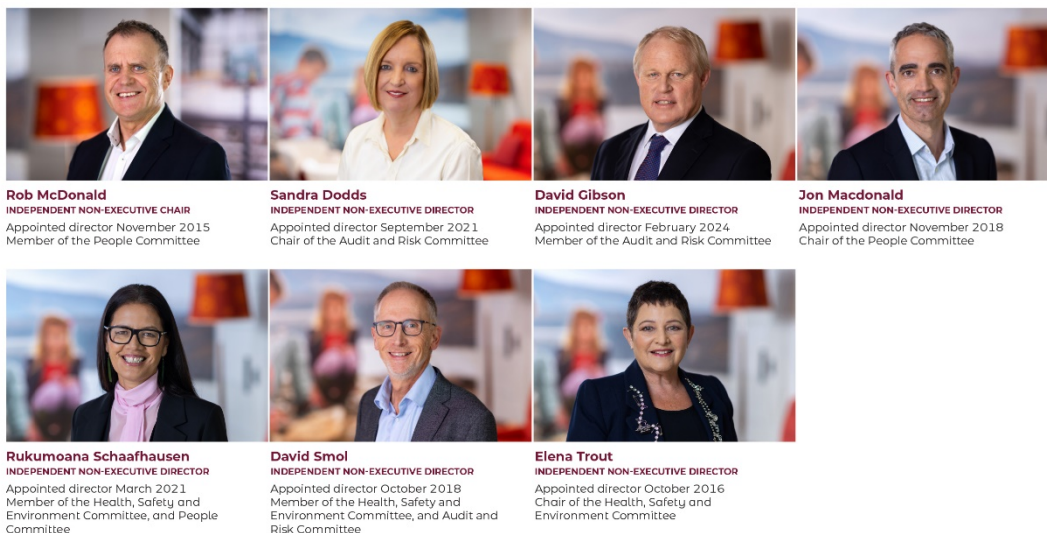 Rob McDonald
INDEPENDENT NON-EXECUTIVE CHAIR
Appointed director November 2015
Member of the People Committee
Sandra Dodds
INDEPENDENT NON-EXECUTIVE DIRECTOR
Appointed director September 2021
Chair of the Audit and Risk Committee
David Gibson
INDEPENDENT NON-EXECUTIVE DIRECTOR
Appointed director February 2024
Member of the Audit and Risk Committee
Jon Macdonald
INDEPENDENT NON-EXECUTIVE DIRECTOR
Appointed director November 2018
Chair of the People Committee
Rukumoana Schaafhausen
INDEPENDENT NON-EXECUTIVE DIRECTOR
Appointed director March 2021
Member of the Health, Safety and
Environment Committee, and People
Committee
David Smol
INDEPENDENT NON-EXECUTIVE DIRECTOR
Appointed director October 2018
Member of the Health, Safety and
Environment Committee, and Audit and
Risk Committee
Elena Trout
INDEPENDENT NON-EXECUTIVE DIRECTOR
Appointed director October 2016
Chair of the Health, Safety and
Environment Committee